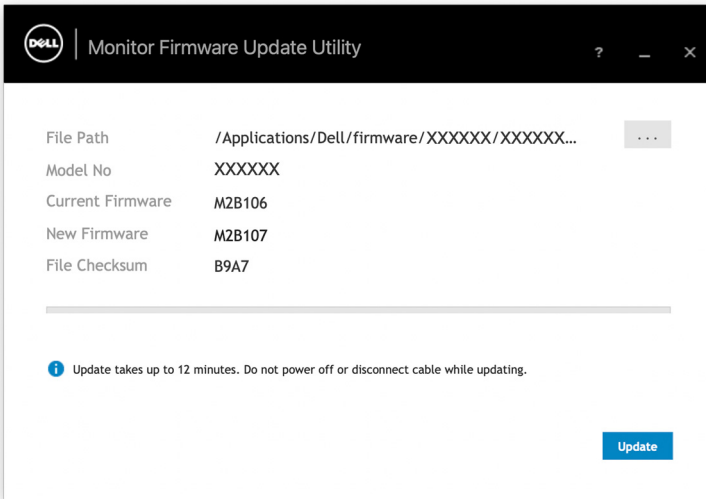 DELL Monitor Firmware Update Utility ? _ ×
File Path /Applications/Dell/firmware/XXXXXX/XXXXXX... ...
Model No XXXXXX
Current Firmware M2B106
New Firmware M2B107
File Checksum B9A7
i Update takes up to 12 minutes. Do not power off or disconnect cable while updating.
Update